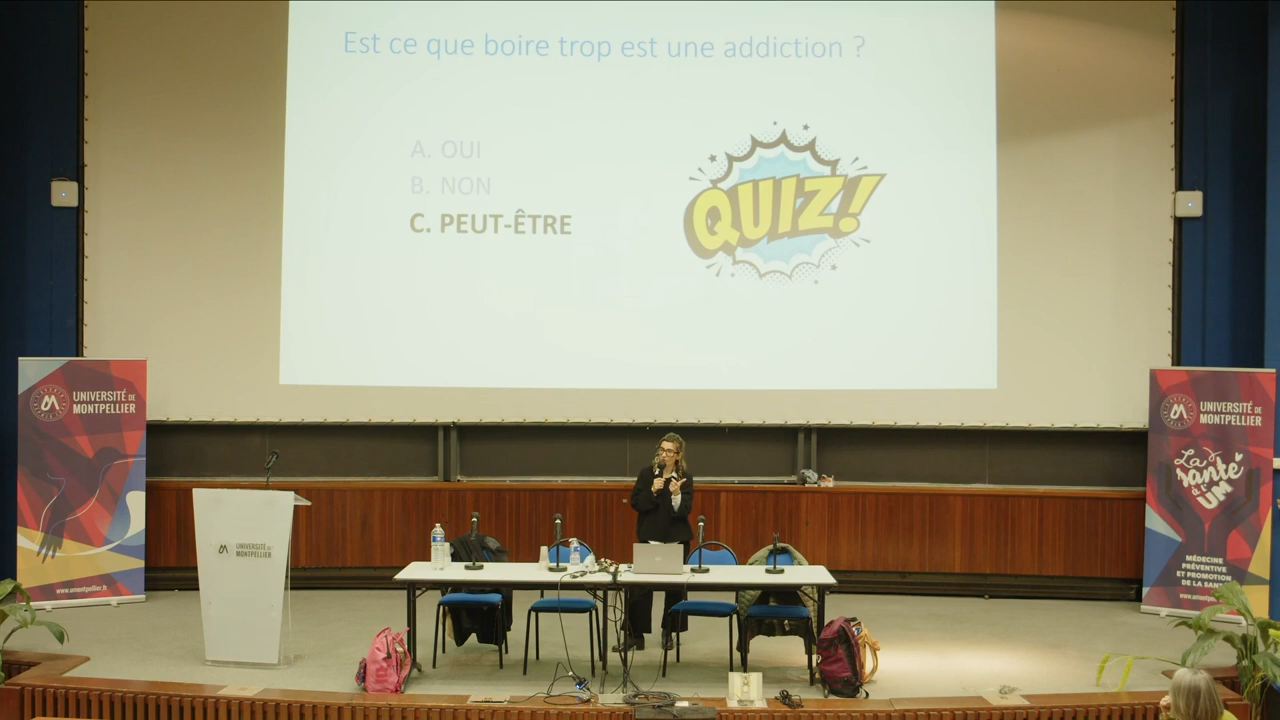 Est ce que boire trop est une addiction ?
A. OUI
B. NON
C. PEUT-ÊTRE
QUIZ!
UNIVERSITÉ DE
MONTPELLIER
www.umontpellier.fr
UNIVERSITÉ DE
MONTPELLIER
UNIVERSITÉ DE
MONTPELLIER
La
santé
à l'
UM
MÉDECINE
PRÉVENTIVE
ET PROMOTION
DE LA SANTÉ